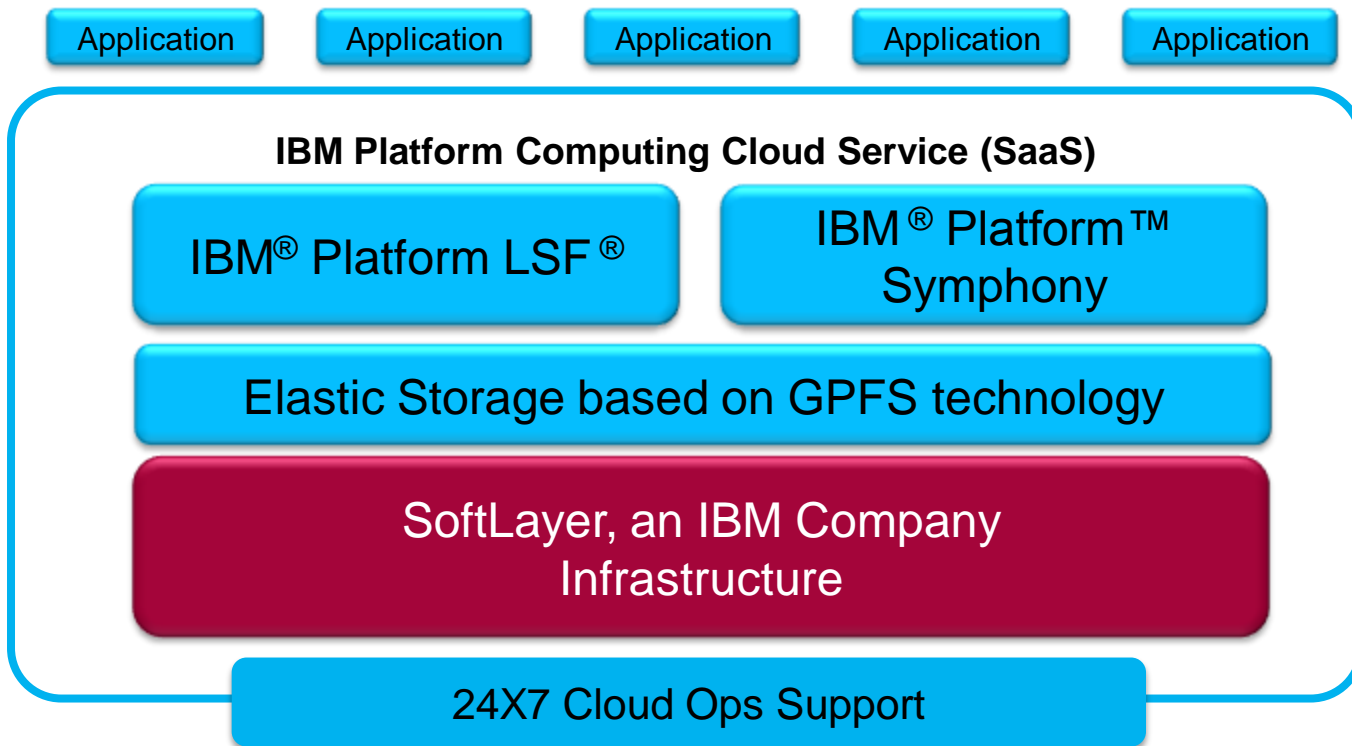 Application
Application
Application
Application
Application
IBM Platform Computing Cloud Service (SaaS)
IBM® Platform LSF®
IBM® Platform™
Symphony
Elastic Storage based on GPFS technology
SoftLayer, an IBM Company
Infrastructure
24X7 Cloud Ops Support